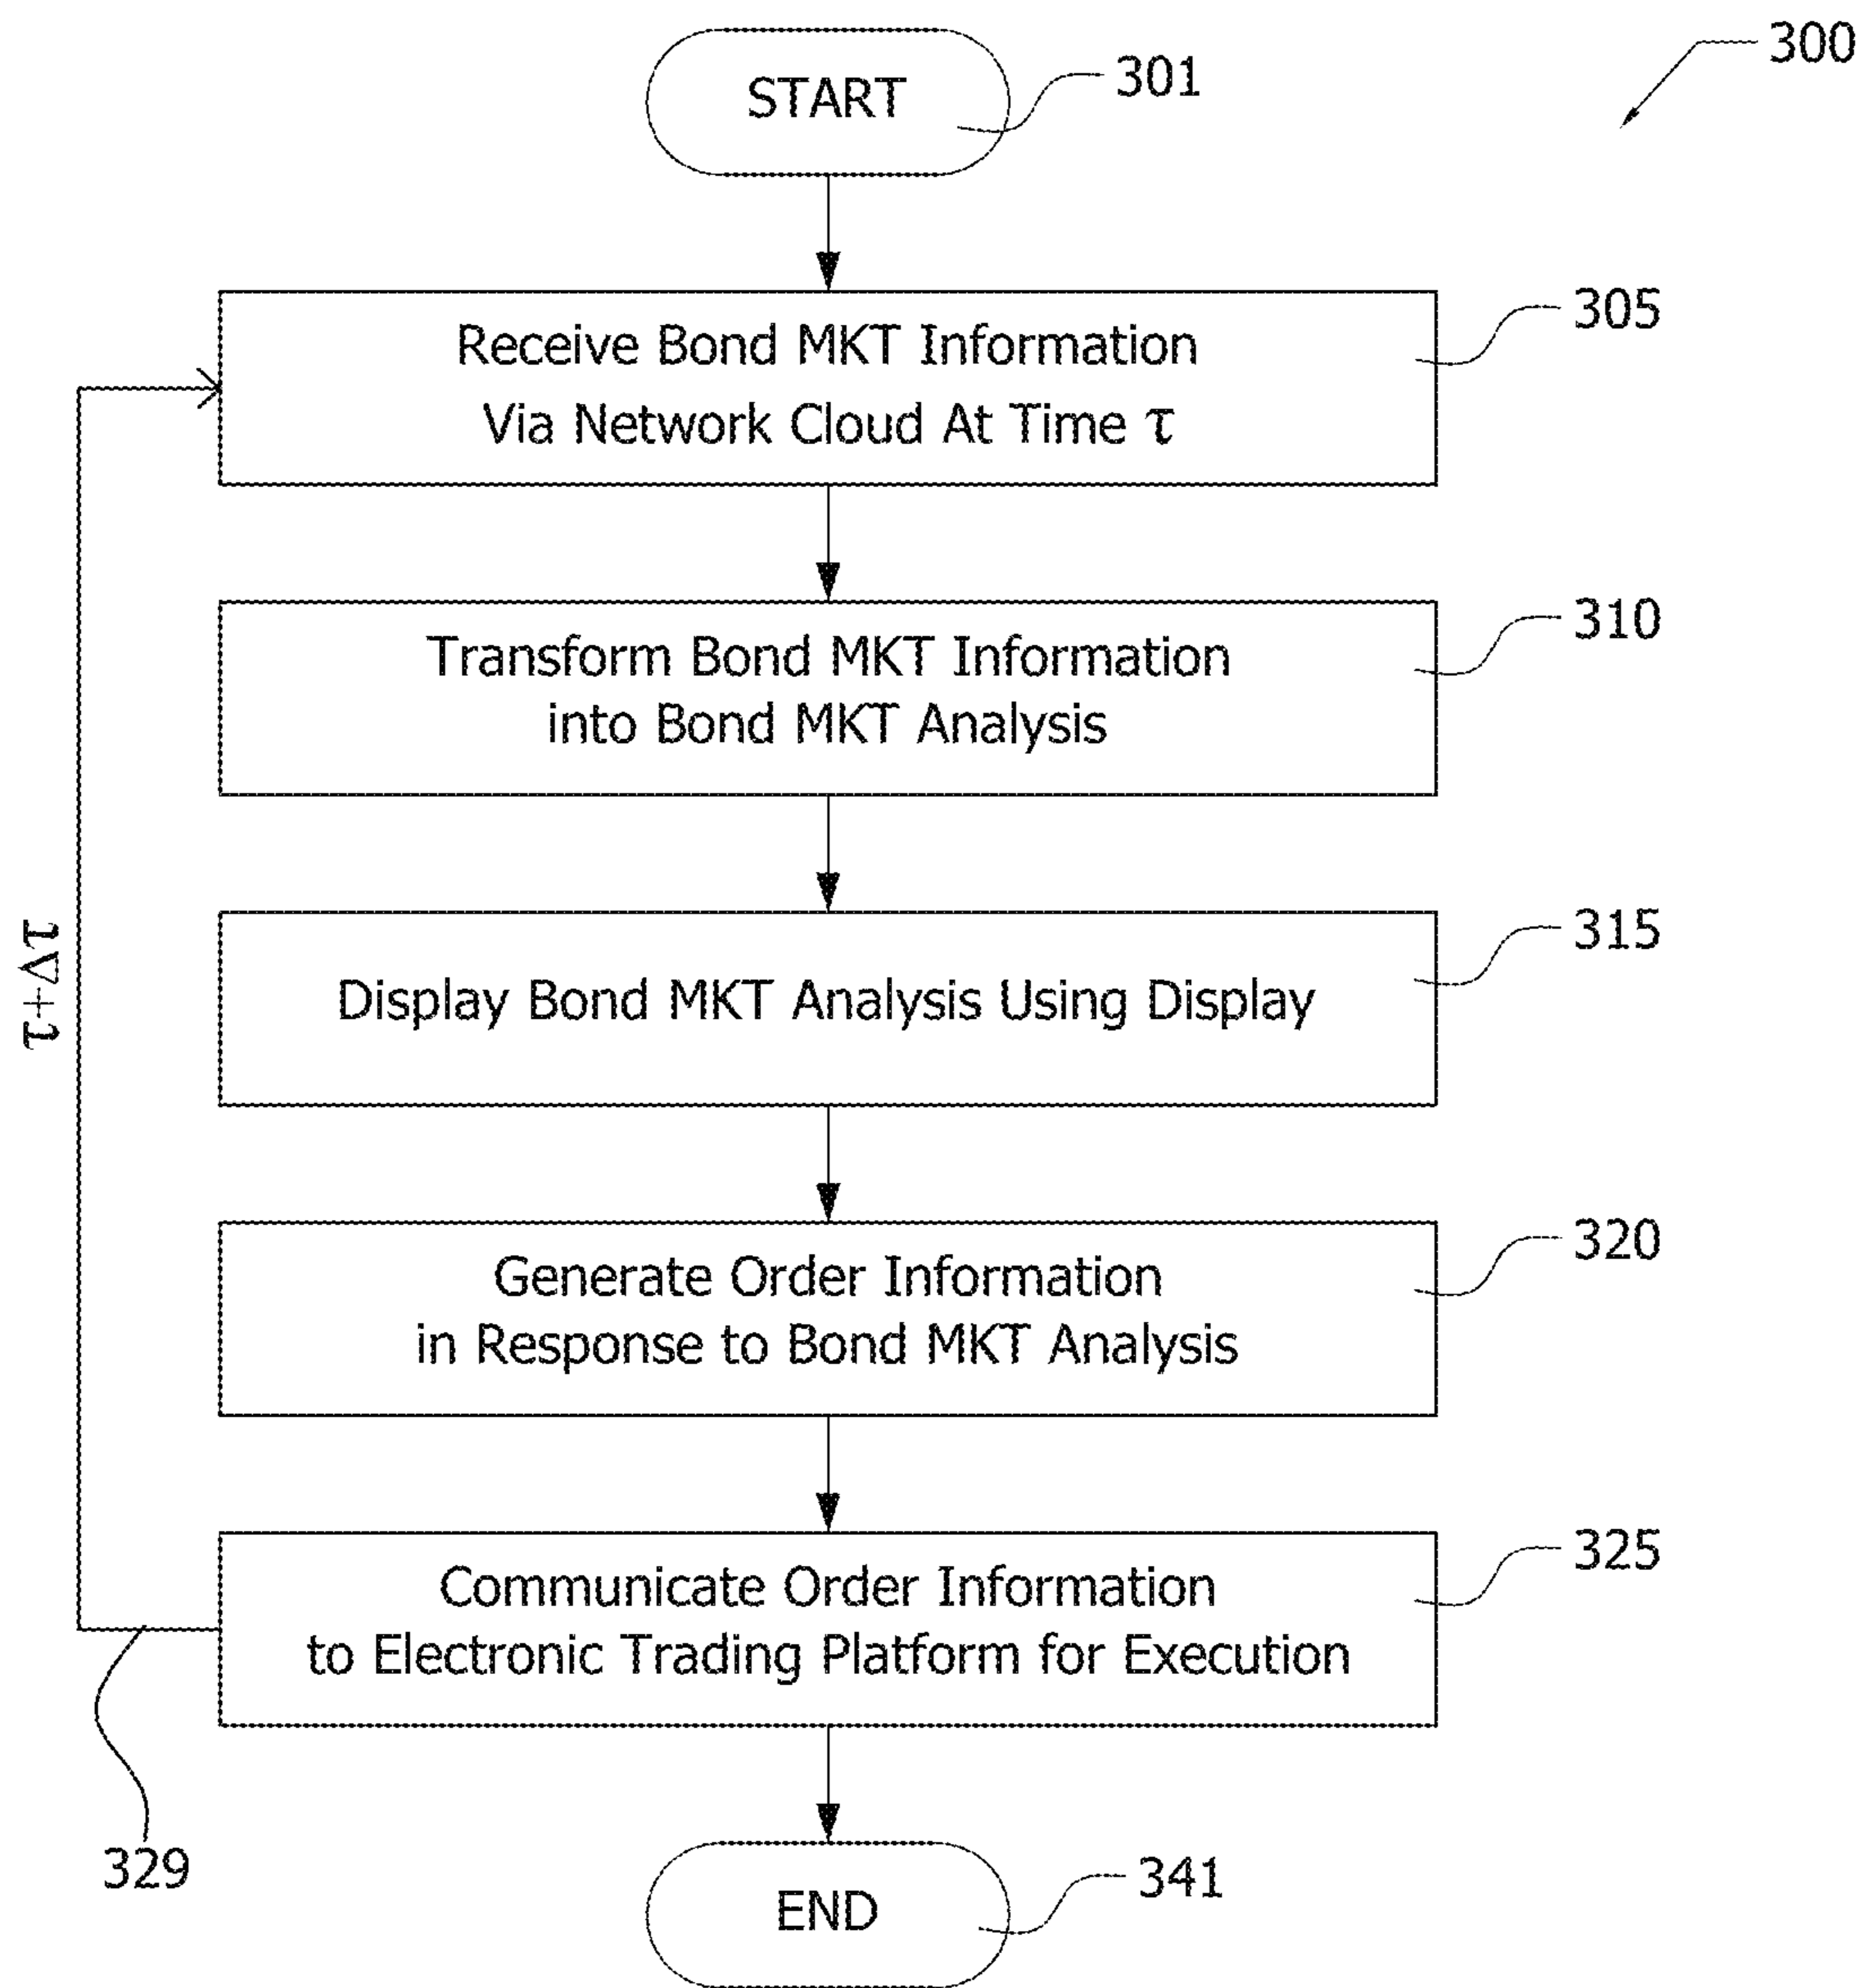 300
START
301
Receive Bond MKT Information
Via Network Cloud At Time τ
305
Transform Bond MKT Information
into Bond MKT Analysis
310
Display Bond MKT Analysis Using Display
315
τ+Δτ
Generate Order Information
in Response to Bond MKT Analysis
320
Communicate Order Information
to Electronic Trading Platform for Execution
325
329
END
341